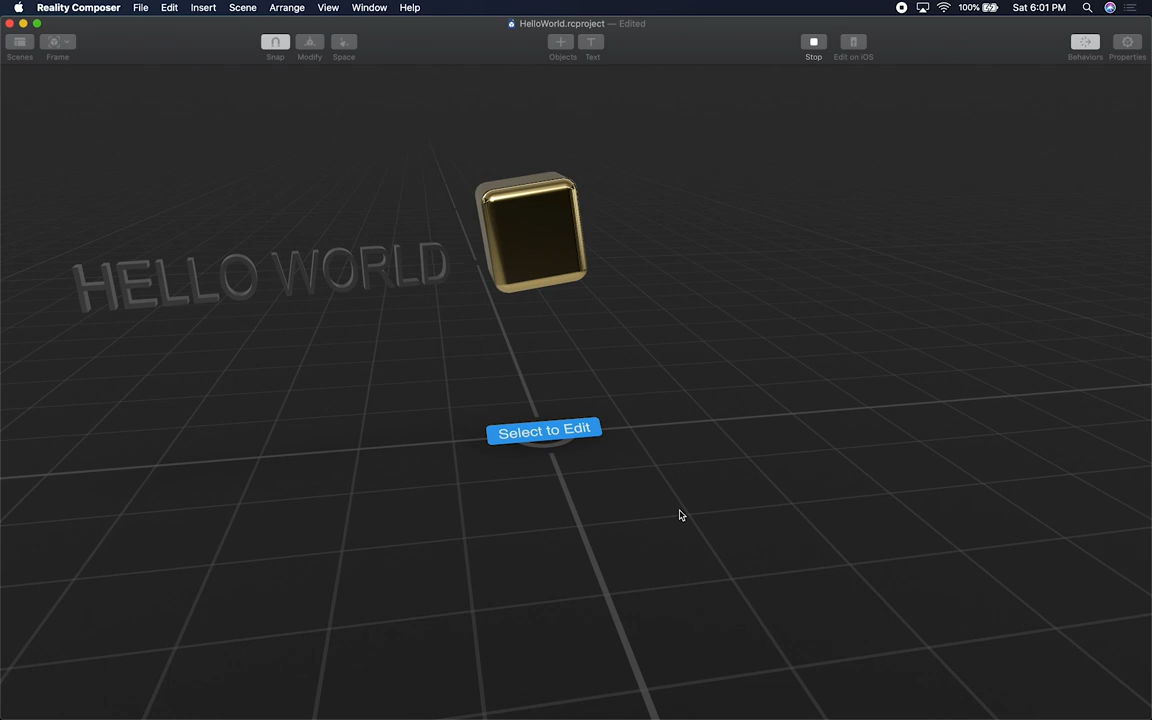 Reality Composer File Edit Insert Scene Arrange View Window Help 100% Sat 6:01 PM
HelloWorld.rcproject — Edited
Scenes Frame Snap Modify Space Objects Text Stop Edit on iOS Behaviors Properties
HELLO WORLD
Select to Edit